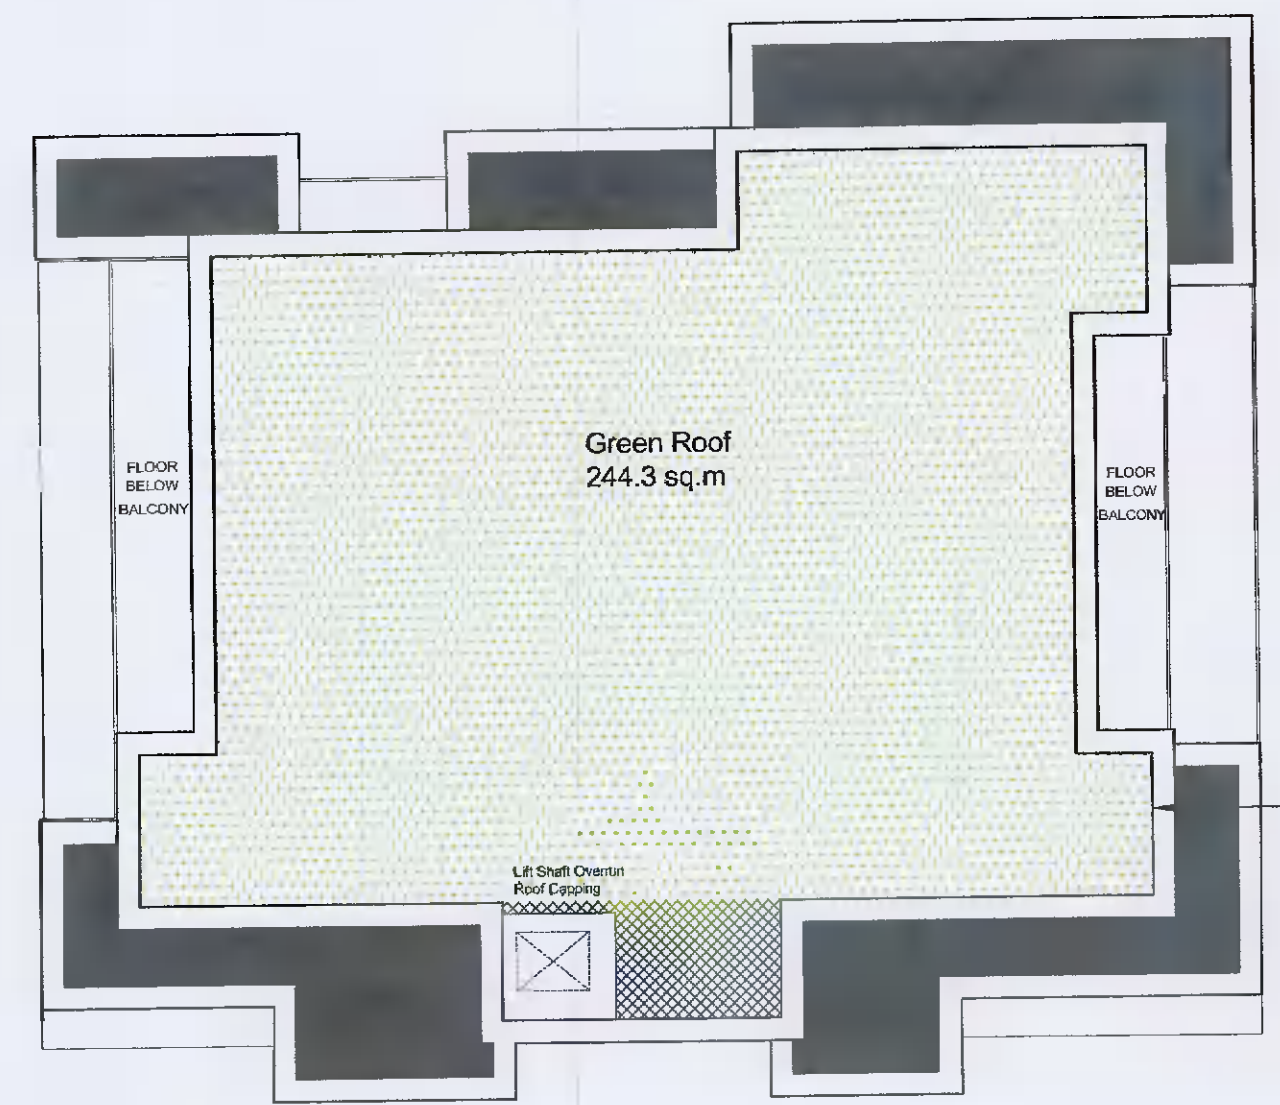 Green Roof
244.3 sq.m
FLOOR
BELOW
BALCONY
FLOOR
BELOW
BALCONY
Lift Shaft Overrun
Roof Capping